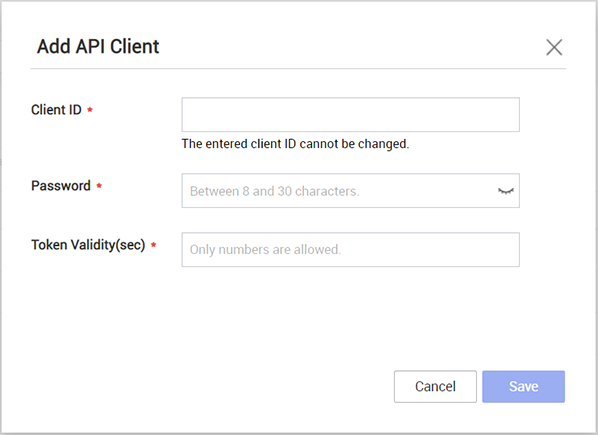 Add API Client
Client ID *
The entered client ID cannot be changed.
Password *
Between 8 and 30 characters.
Token Validity(sec) *
Only numbers are allowed.
Cancel Save